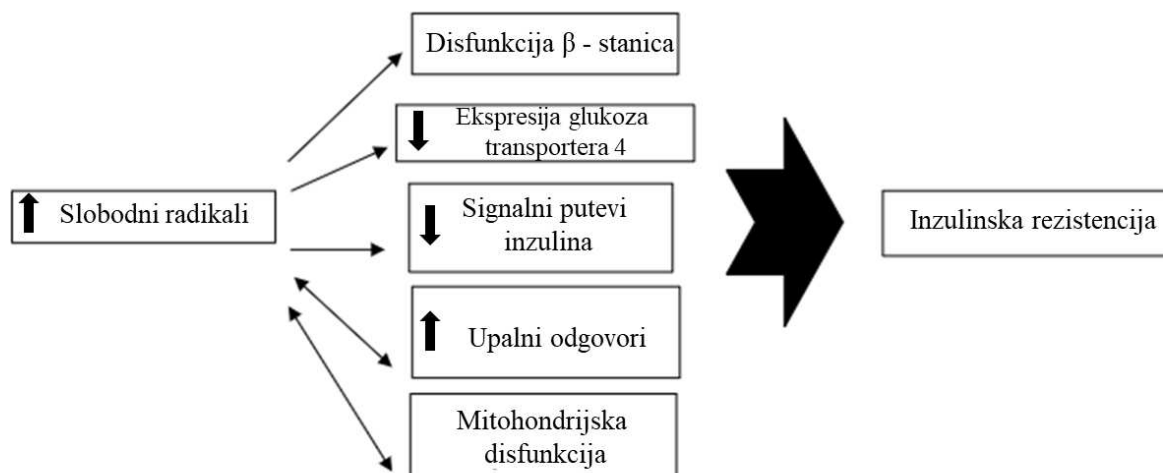 Disfunkcija β - stanica
Ekspresija glukoza
transportera 4
Slobodni radikali
Signalni putevi
inzulina
Inzulinska rezistencija
Upalni odgovori
Mitohondrijska
disfunkcija